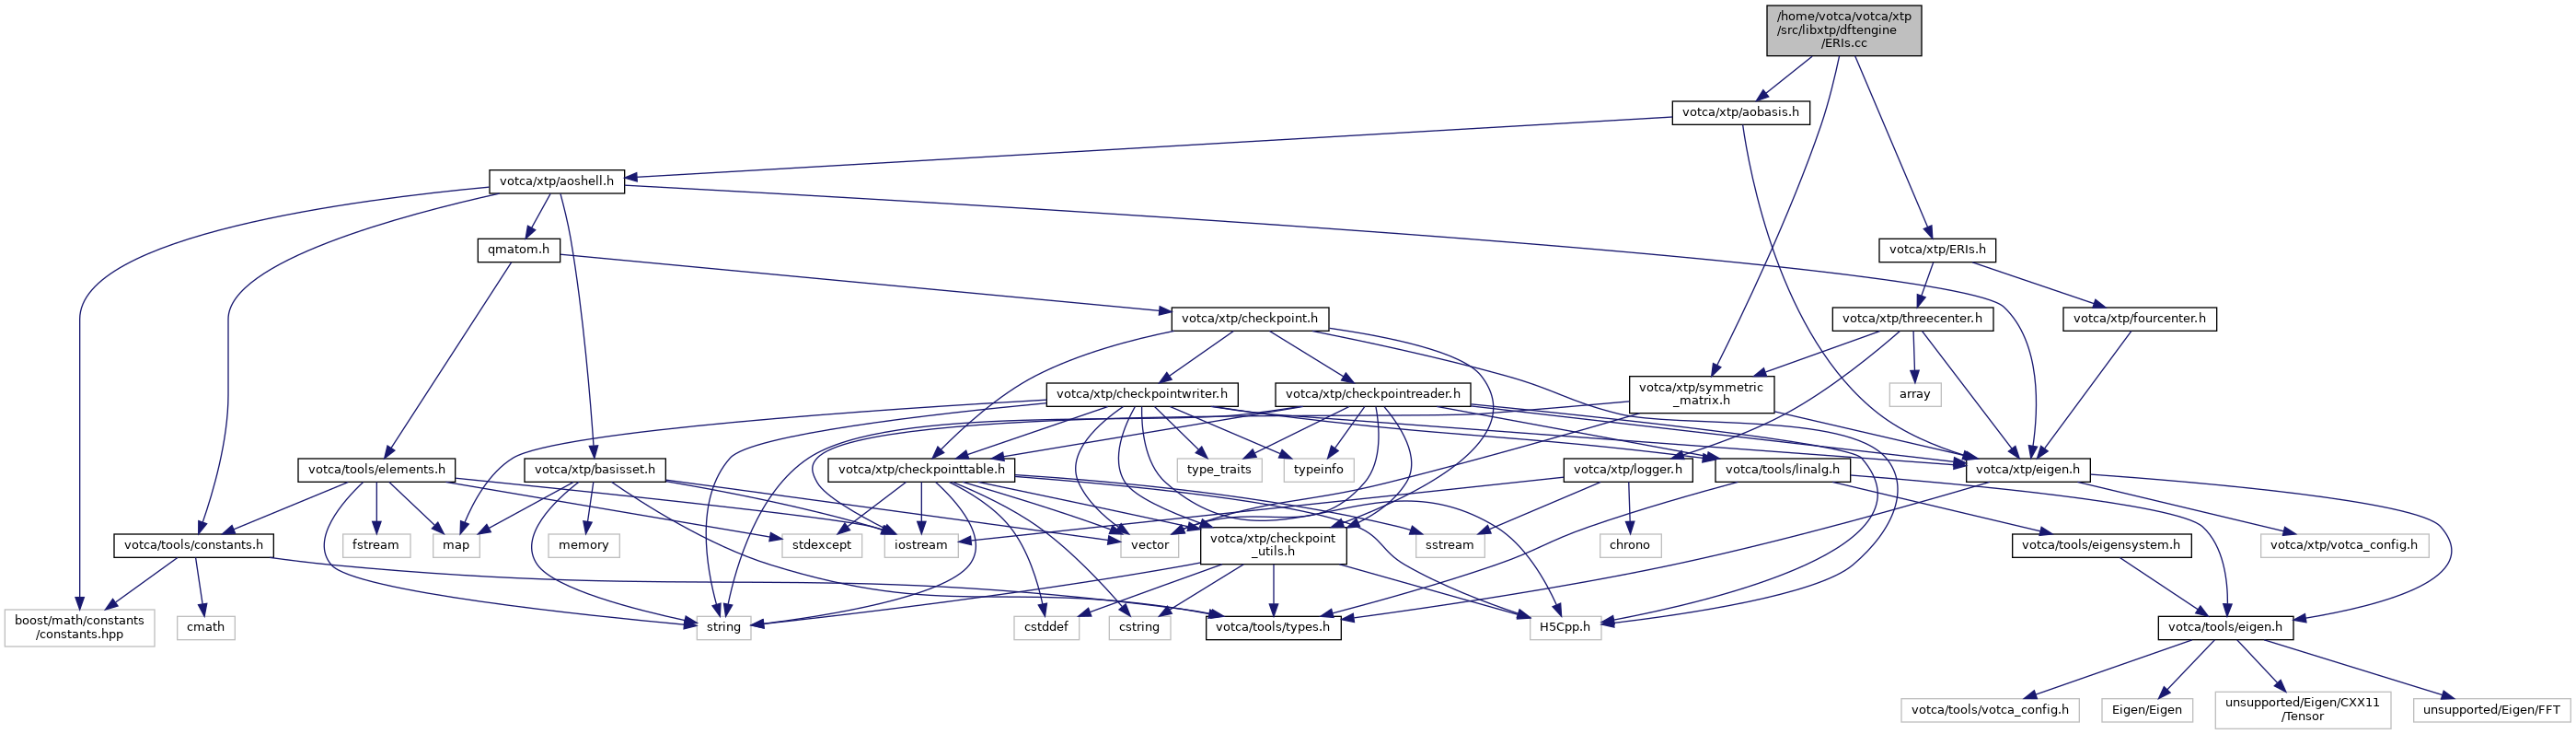 /home/votca/votca/xtp
/src/libxtp/dftengine
/ERIs.cc
votca/xtp/aobasis.h
votca/xtp/aoshell.h
qmatom.h
votca/xtp/ERIs.h
votca/xtp/checkpoint.h
votca/xtp/threecenter.h
votca/xtp/fourcenter.h
votca/xtp/checkpointwriter.h
votca/xtp/checkpointreader.h
votca/xtp/symmetric
_matrix.h
array
votca/tools/elements.h
votca/xtp/basisset.h
votca/xtp/checkpointtable.h
type_traits
typeinfo
votca/xtp/logger.h
votca/tools/linalg.h
votca/xtp/eigen.h
votca/tools/constants.h
fstream
map
memory
stdexcept
iostream
vector
votca/xtp/checkpoint
_utils.h
sstream
chrono
votca/tools/eigensystem.h
votca/xtp/votca_config.h
boost/math/constants
/constants.hpp
cmath
string
cstddef
cstring
votca/tools/types.h
H5Cpp.h
votca/tools/eigen.h
votca/tools/votca_config.h
Eigen/Eigen
unsupported/Eigen/CXX11
/Tensor
unsupported/Eigen/FFT